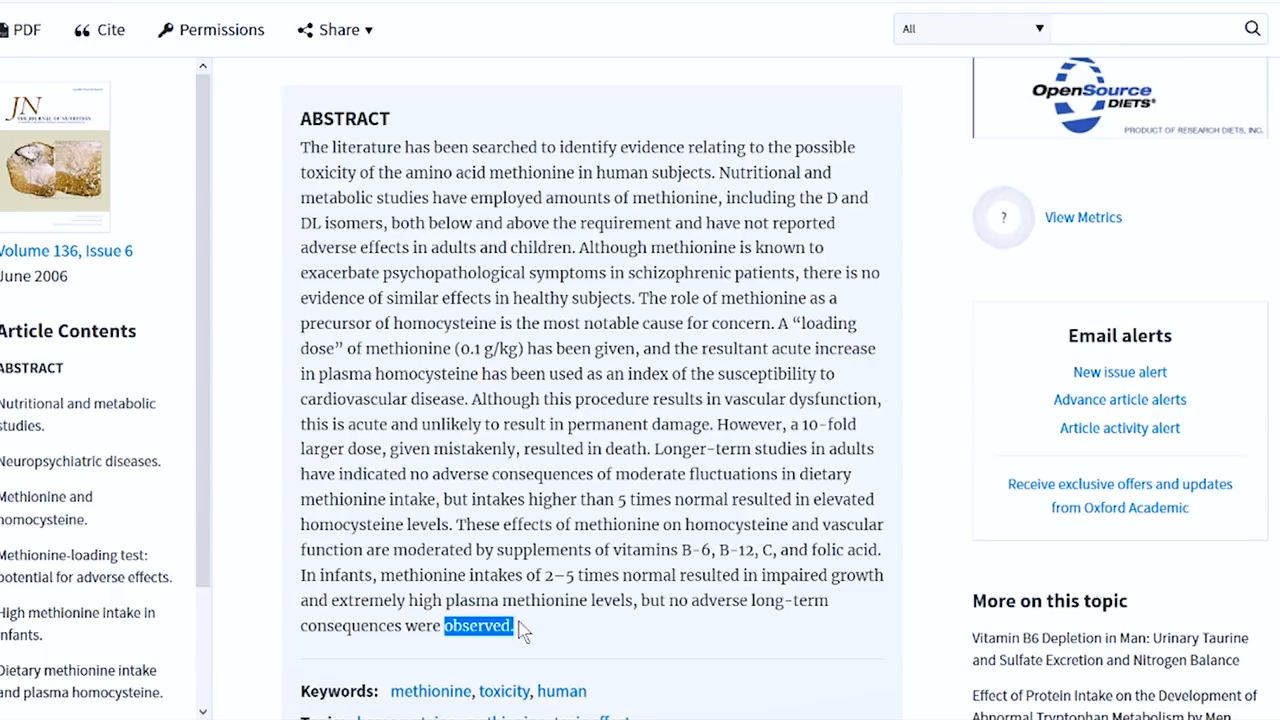 PDF
Cite
Permissions
Share
All
JN
THE JOURNAL OF NUTRITION
Volume 136, Issue 6
June 2006
Article Contents
ABSTRACT
Nutritional and metabolic
studies.
Neuropsychiatric diseases.
Methionine and
homocysteine.
Methionine-loading test:
potential for adverse effects.
High methionine intake in
infants.
Dietary methionine intake
and plasma homocysteine.
ABSTRACT
The literature has been searched to identify evidence relating to the possible
toxicity of the amino acid methionine in human subjects. Nutritional and
metabolic studies have employed amounts of methionine, including the D and
DL isomers, both below and above the requirement and have not reported
adverse effects in adults and children. Although methionine is known to
exacerbate psychopathological symptoms in schizophrenic patients, there is no
evidence of similar effects in healthy subjects. The role of methionine as a
precursor of homocysteine is the most notable cause for concern. A “loading
dose” of methionine (0.1 g/kg) has been given, and the resultant acute increase
in plasma homocysteine has been used as an index of the susceptibility to
cardiovascular disease. Although this procedure results in vascular dysfunction,
this is acute and unlikely to result in permanent damage. However, a 10-fold
larger dose, given mistakenly, resulted in death. Longer-term studies in adults
have indicated no adverse consequences of moderate fluctuations in dietary
methionine intake, but intakes higher than 5 times normal resulted in elevated
homocysteine levels. These effects of methionine on homocysteine and vascular
function are moderated by supplements of vitamins B-6, B-12, C, and folic acid.
In infants, methionine intakes of 2–5 times normal resulted in impaired growth
and extremely high plasma methionine levels, but no adverse long-term
consequences were observed.
Keywords: methionine, toxicity, human
OpenSource
DIETS®
PRODUCT OF RESEARCH DIETS, INC.
? View Metrics
Email alerts
New issue alert
Advance article alerts
Article activity alert
Receive exclusive offers and updates
from Oxford Academic
More on this topic
Vitamin B6 Depletion in Man: Urinary Taurine
and Sulfate Excretion and Nitrogen Balance
Effect of Protein Intake on the Development of
Abnormal Tryptophan Metabolism by Men